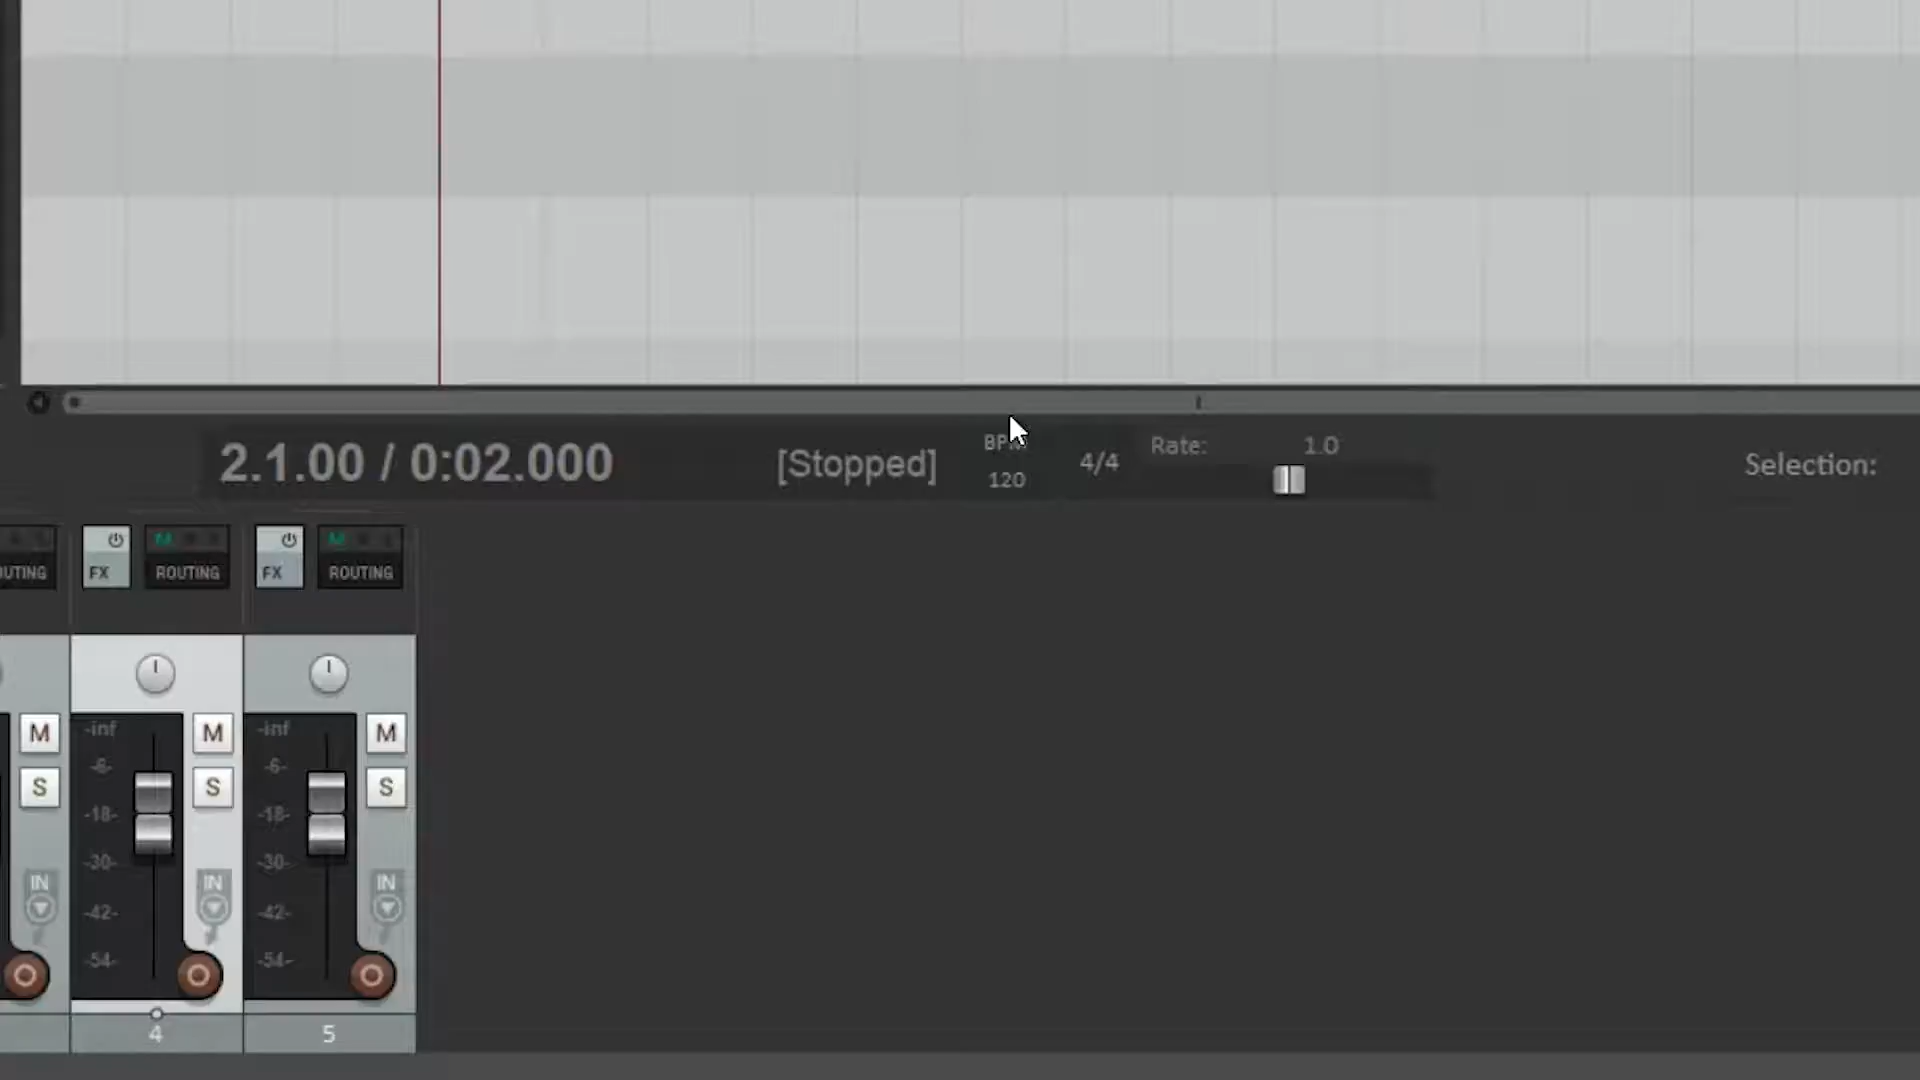 2.1.00 / 0:02.000
[Stopped]
BPM
120
4/4
Rate:
1.0
Selection:
FX
M
ROUTING
FX
M
ROUTING
M
S
IN
-inf
-6-
-18-
-30-
-42-
-54-
M
S
IN
4
-inf
-6-
-18-
-30-
-42-
-54-
M
S
IN
5